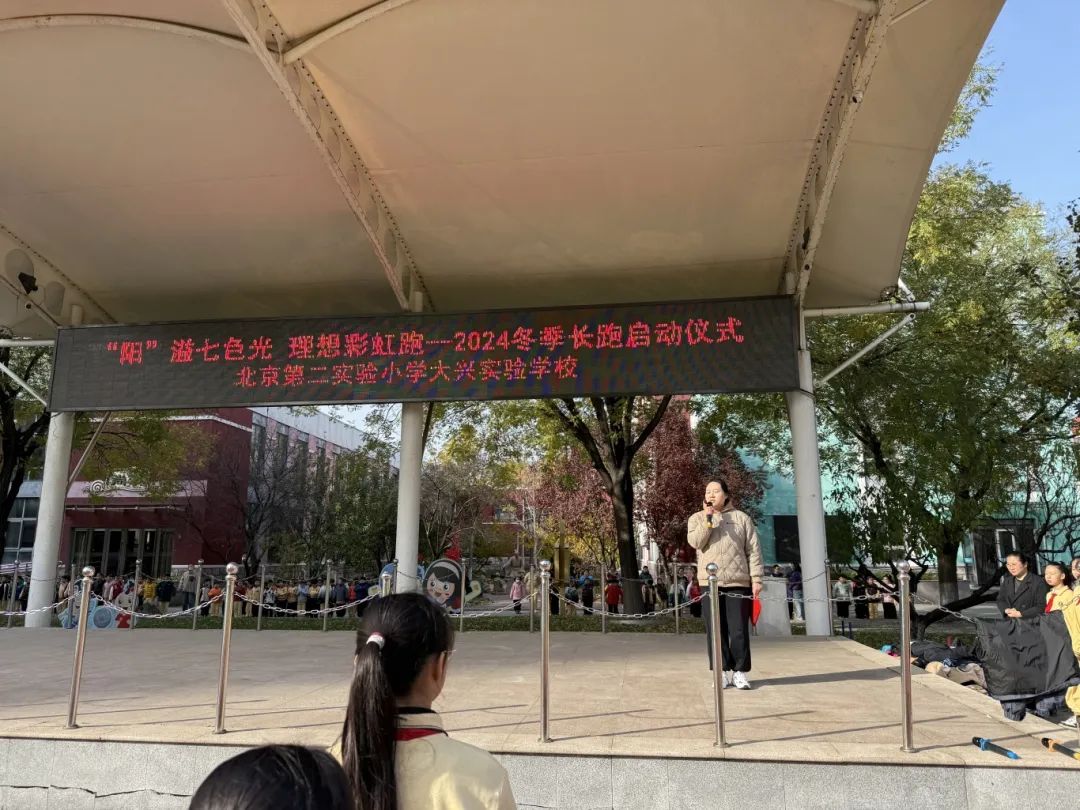 “阳”溢七色光 理想彩虹跑—2024冬季长跑启动仪式
北京第二实验小学大兴实验学校